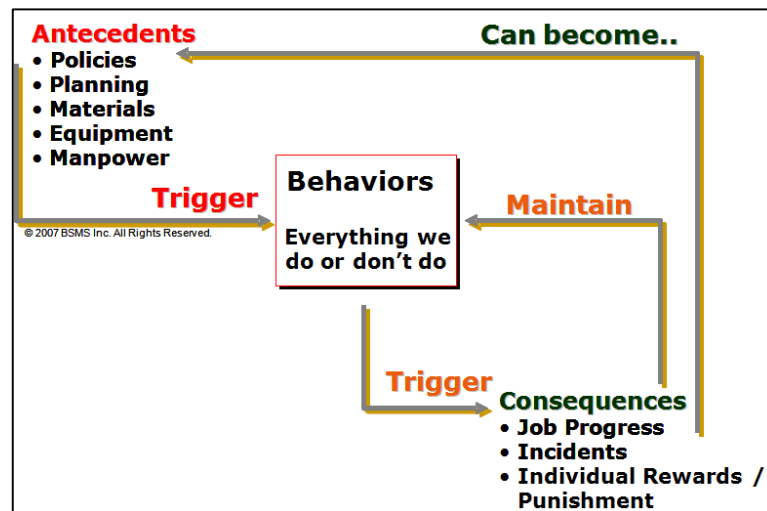 Antecedents
• Policies
• Planning
• Materials
• Equipment
• Manpower
Can become..
Trigger
© 2007 BSMS Inc. All Rights Reserved.
Behaviors
Everything we
do or don't do
Maintain
Trigger
Consequences
• Job Progress
• Incidents
• Individual Rewards /
Punishment